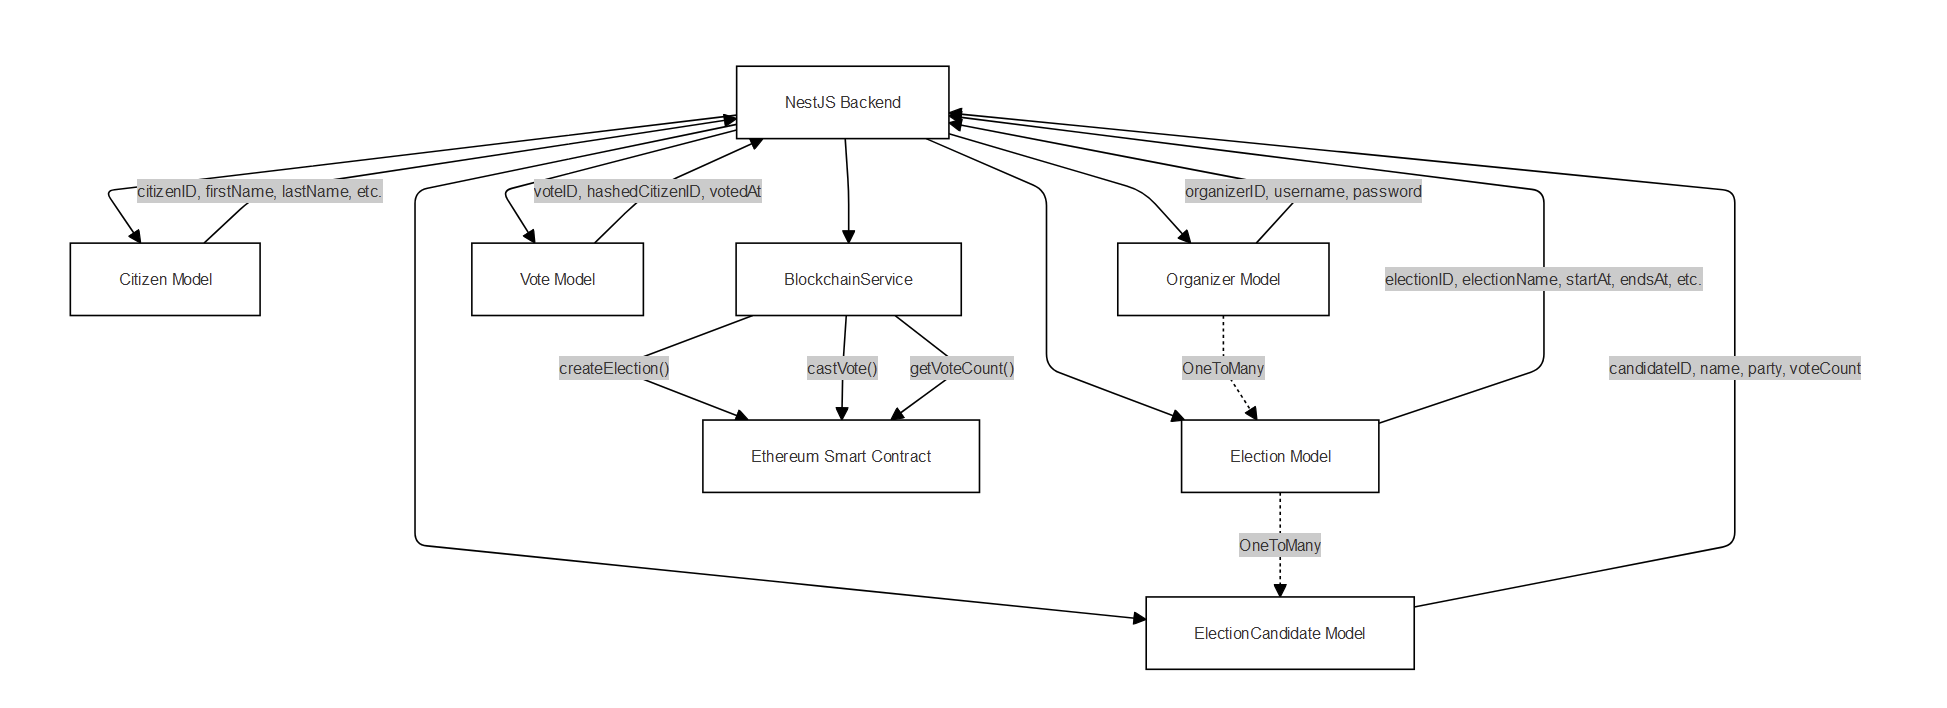 NestJS Backend
citizenID, firstName, lastName, etc.
voteID, hashedCitizenID, votedAt
organizerID, username, password
Citizen Model
Vote Model
BlockchainService
Organizer Model
electionID, electionName, startAt, endsAt, etc.
createElection()
castVote()
getVoteCount()
OneToMany
candidateID, name, party, voteCount
Ethereum Smart Contract
Election Model
OneToMany
ElectionCandidate Model